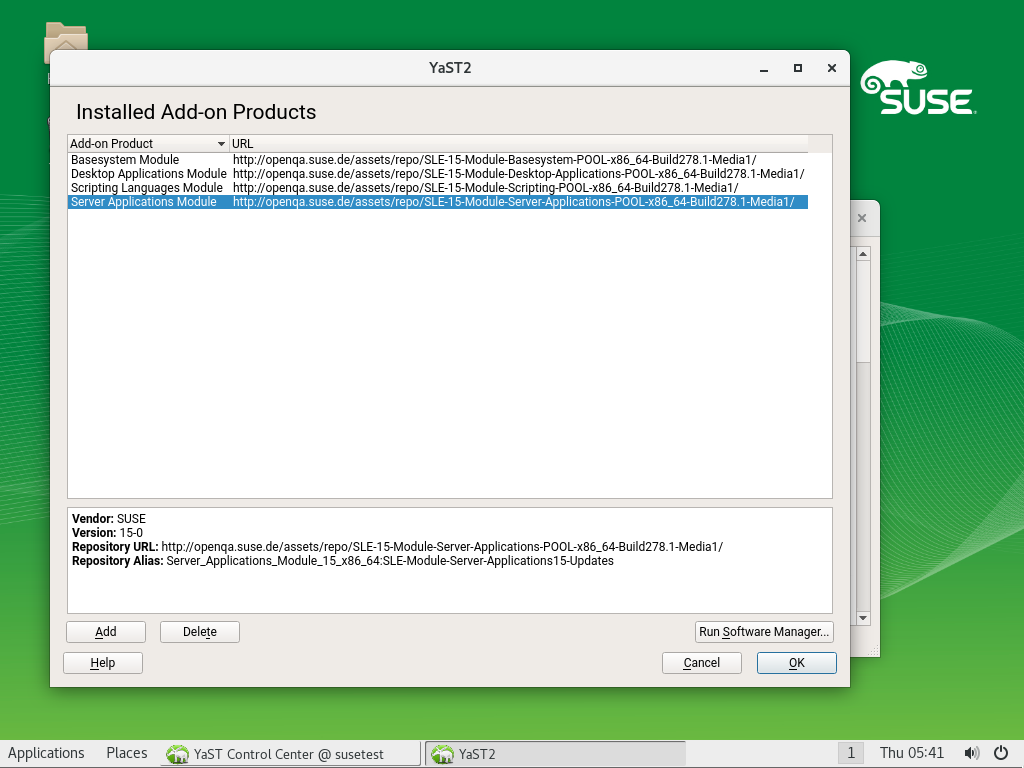 YaST2
SUSE
Installed Add-on Products
Add-on Product URL
Basesystem Module http://openqa.suse.de/assets/repo/SLE-15-Module-Basesystem-POOL-x86_64-Build278.1-Media1/
Desktop Applications Module http://openqa.suse.de/assets/repo/SLE-15-Module-Desktop-Applications-POOL-x86_64-Build278.1-Media1/
Scripting Languages Module http://openqa.suse.de/assets/repo/SLE-15-Module-Scripting-POOL-x86_64-Build278.1-Media1/
Server Applications Module http://openqa.suse.de/assets/repo/SLE-15-Module-Server-Applications-POOL-x86_64-Build278.1-Media1/
Vendor: SUSE
Version: 15-0
Repository URL: http://openqa.suse.de/assets/repo/SLE-15-Module-Server-Applications-POOL-x86_64-Build278.1-Media1/
Repository Alias: Server_Applications_Module_15_x86_64:SLE-Module-Server-Applications15-Updates
Add Delete Run Software Manager...
Help Cancel OK
Applications Places YaST Control Center @ susetest YaST2 1 Thu 05:41